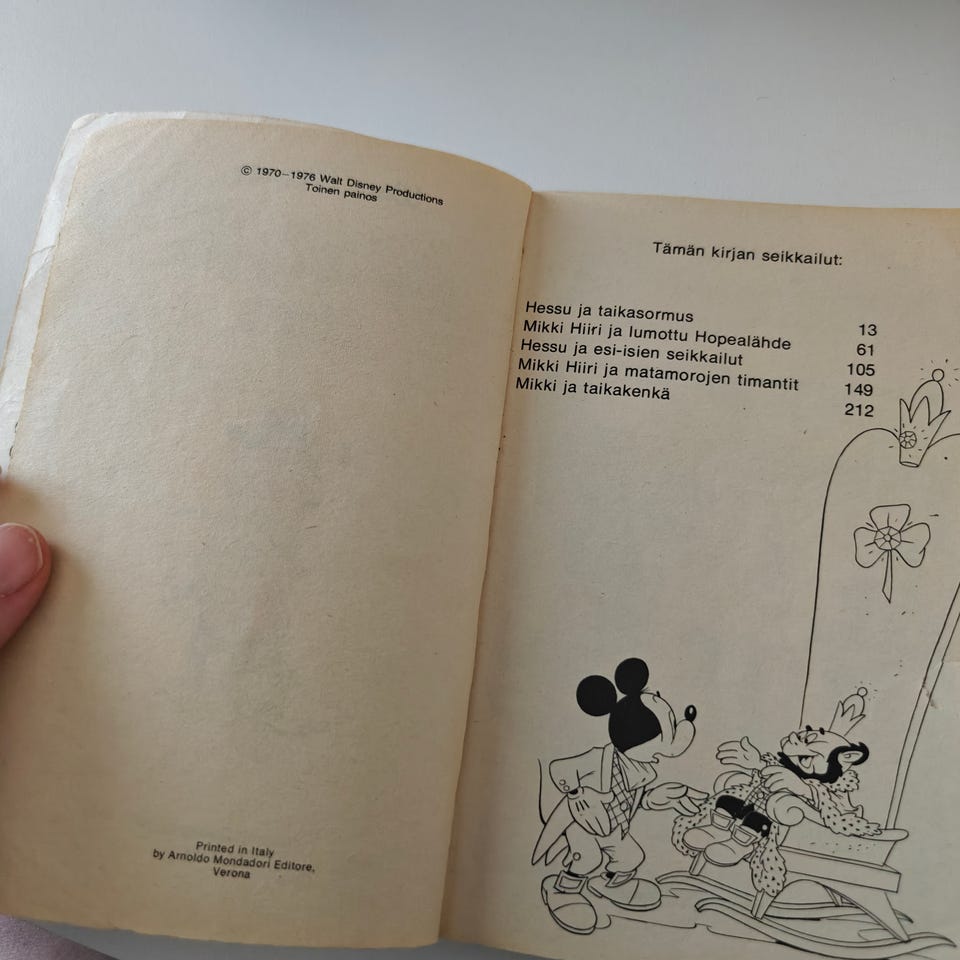 © 1970–1976 Walt Disney Productions
Toinen painos
Printed in Italy
by Arnoldo Mondadori Editore,
Verona
Tämän kirjan seikkailut:
Hessu ja taikasormus 13
Mikki Hiiri ja lumottu Hopealähde 61
Hessu ja esi-isien seikkailut 105
Mikki Hiiri ja matamorojen timantit 149
Mikki ja taikakenkä 212